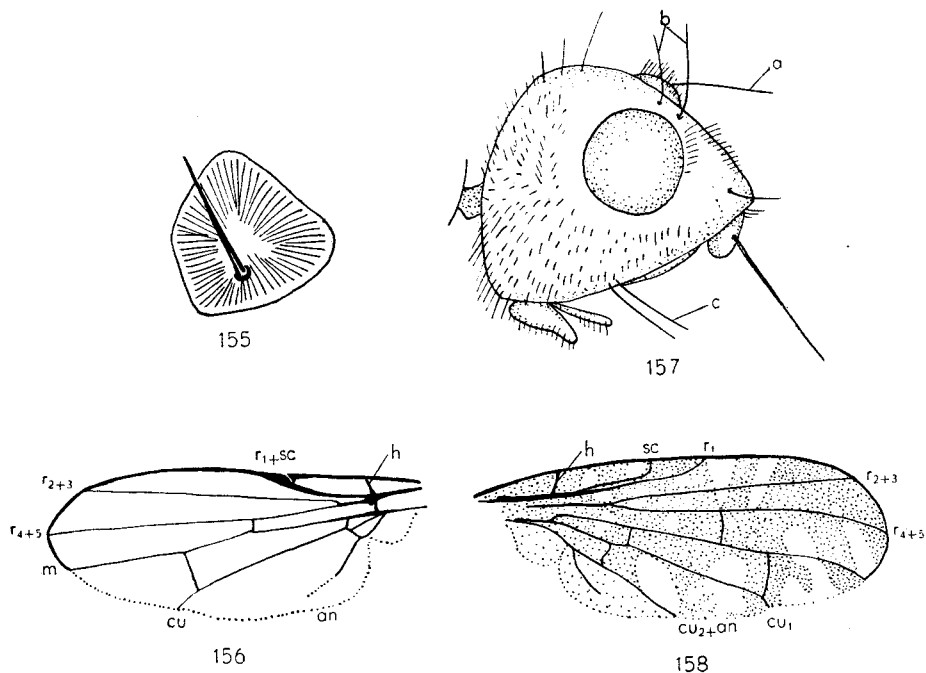 b
a
155
c
157
r1+sc
h
r2+3
r4+5
m
cu
an
156
h
sc
r1
r2+3
r4+5
cu2+an
cu1
158